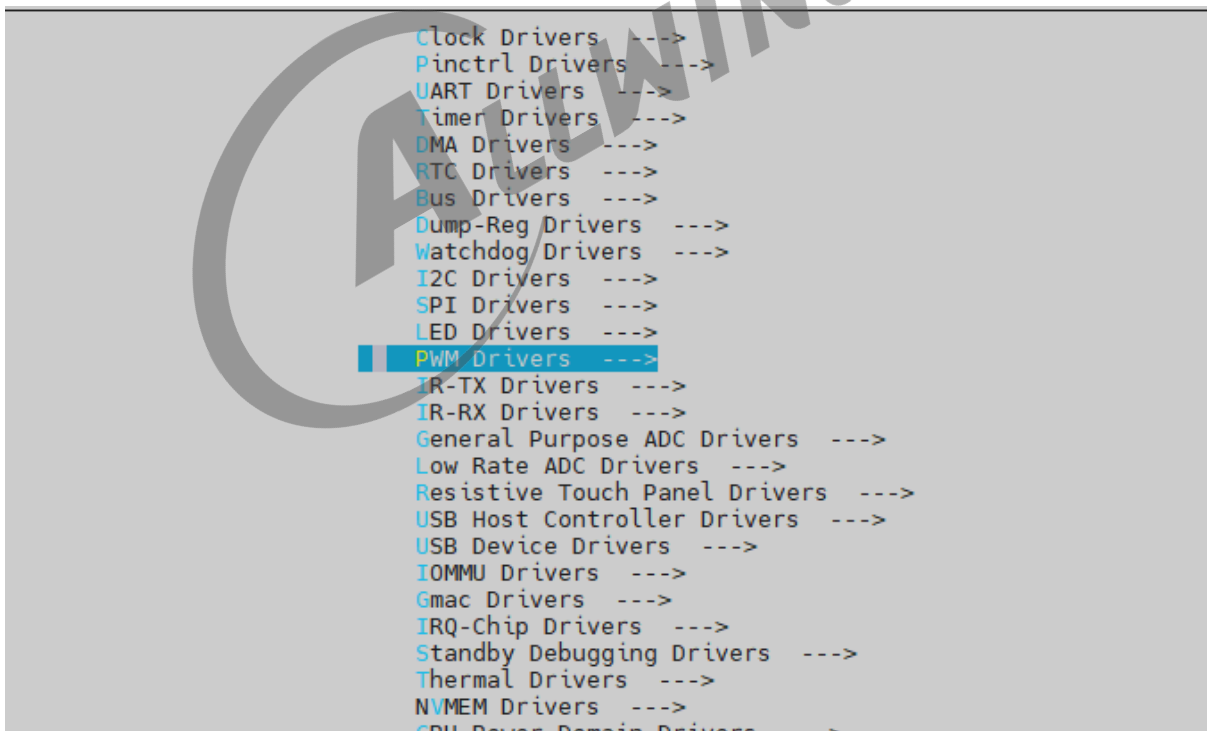 ALLWIN
Clock Drivers  --->
Pinctrl Drivers  --->
UART Drivers  --->
Timer Drivers  --->
DMA Drivers  --->
RTC Drivers  --->
Bus Drivers  --->
Dump-Reg Drivers  --->
Watchdog Drivers  --->
I2C Drivers  --->
SPI Drivers  --->
LED Drivers  --->
PWM Drivers  --->
IR-TX Drivers  --->
IR-RX Drivers  --->
General Purpose ADC Drivers  --->
Low Rate ADC Drivers  --->
Resistive Touch Panel Drivers  --->
USB Host Controller Drivers  --->
USB Device Drivers  --->
IOMMU Drivers  --->
Gmac Drivers  --->
IRQ-Chip Drivers  --->
Standby Debugging Drivers  --->
Thermal Drivers  --->
NVMEM Drivers  --->